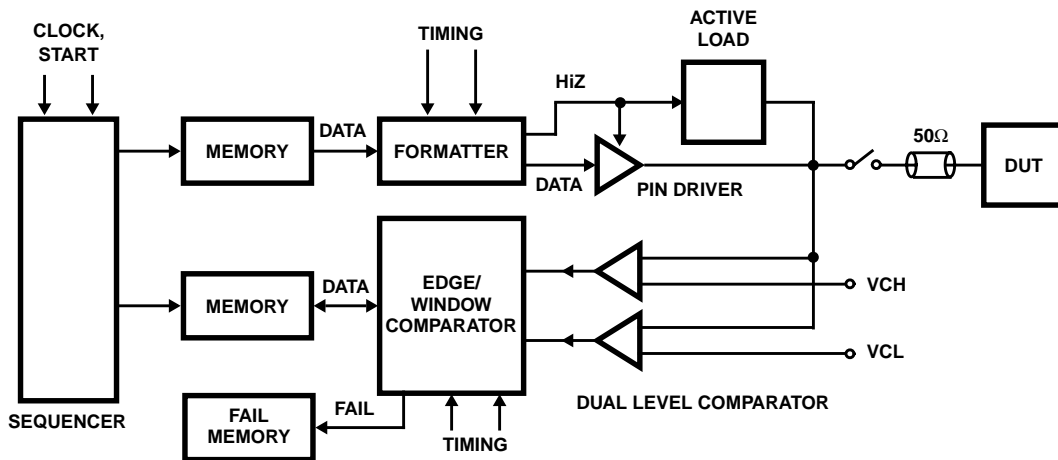 CLOCK,
START
TIMING
ACTIVE
LOAD
HiZ
50Ω
DATA
MEMORY
FORMATTER
DATA
PIN DRIVER
DUT
DATA
MEMORY
EDGE/
WINDOW
COMPARATOR
VCH
VCL
SEQUENCER
FAIL
MEMORY
FAIL
TIMING
DUAL LEVEL COMPARATOR